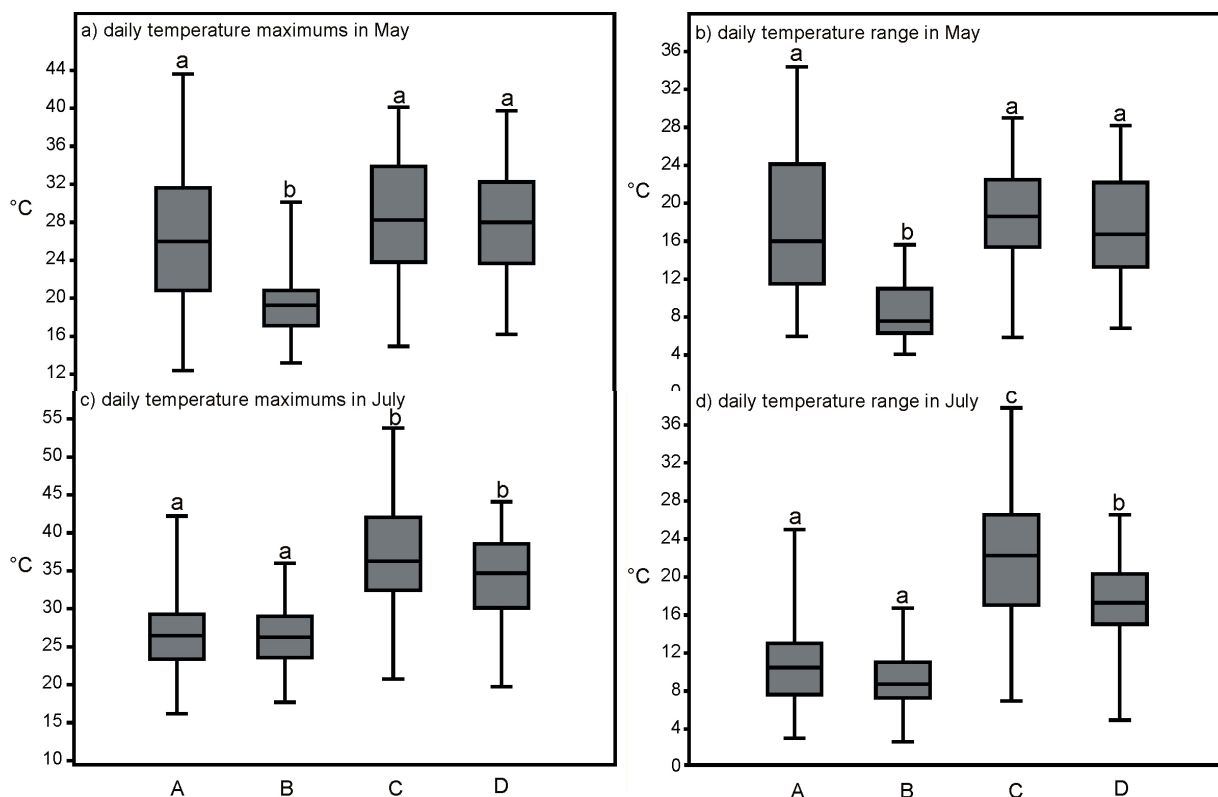 a) daily temperature maximums in May
44
40
36
32
28
24
20
16
12
°C
a
b
a
a
b) daily temperature range in May
36
32
28
24
20
16
12
8
4
0
°C
a
b
a
a
c) daily temperature maximums in July
55
50
45
40
35
30
25
20
15
10
°C
a
a
b
b
A B C D
d) daily temperature range in July
36
32
28
24
20
16
12
8
4
0
°C
a
a
c
b
A B C D